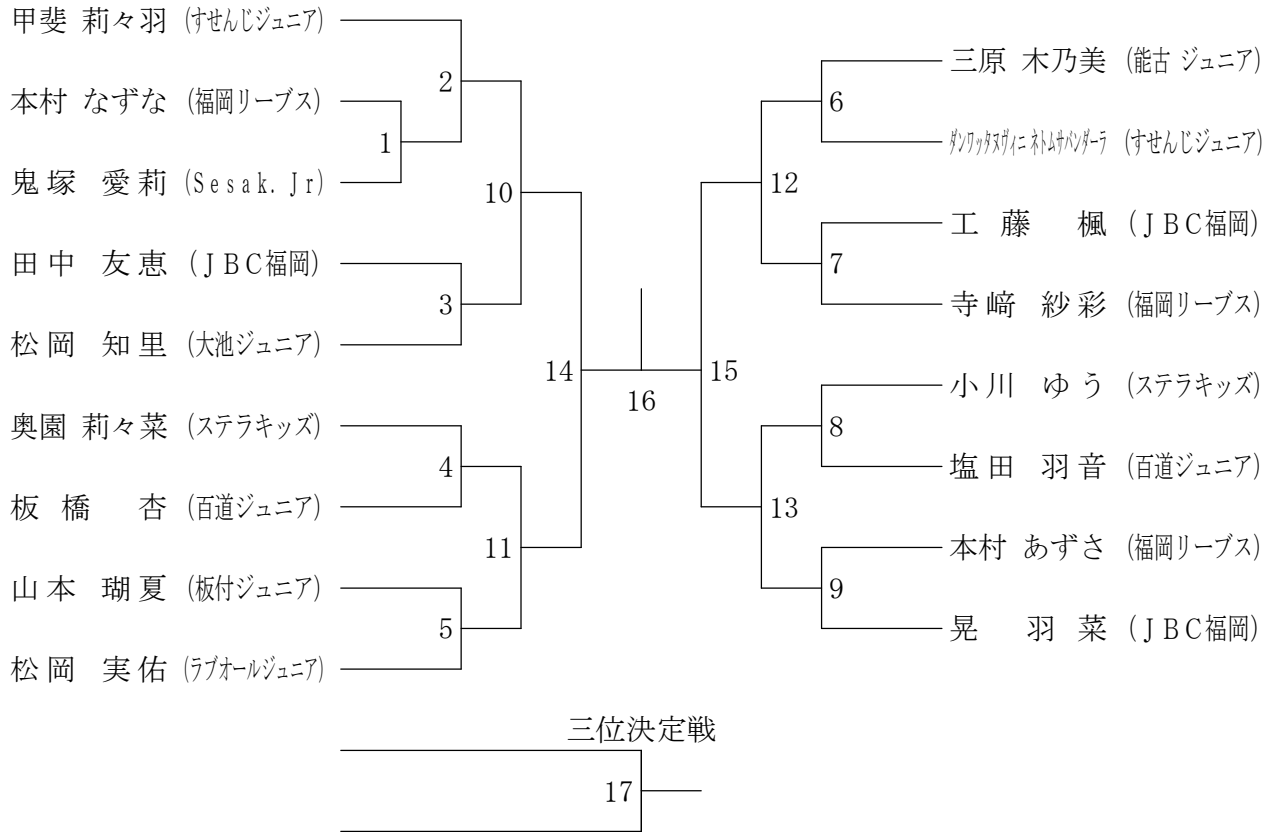 甲斐 莉々羽 (すせんじジュニア)
2
本村 なずな (福岡リーブス)
1
鬼塚 愛莉 (Sesak. Jr)
10
田中 友恵 (ＪＢＣ福岡)
3
松岡 知里 (大池ジュニア)
14
奥園 莉々菜 (ステラキッズ)
4
板橋 杏 (百道ジュニア)
11
山本 瑚夏 (板付ジュニア)
5
松岡 実佑 (ラブオールジュニア)
16
三原 木乃美 (能古 ジュニア)
6
ダンワッタヌヴィニ ネトムサバンダーラ (すせんじジュニア)
12
工藤 楓 (ＪＢＣ福岡)
7
寺﨑 紗彩 (福岡リーブス)
15
小川 ゆう (ステラキッズ)
8
塩田 羽音 (百道ジュニア)
13
本村 あずさ (福岡リーブス)
9
晃 羽菜 (ＪＢＣ福岡)
三位決定戦
17